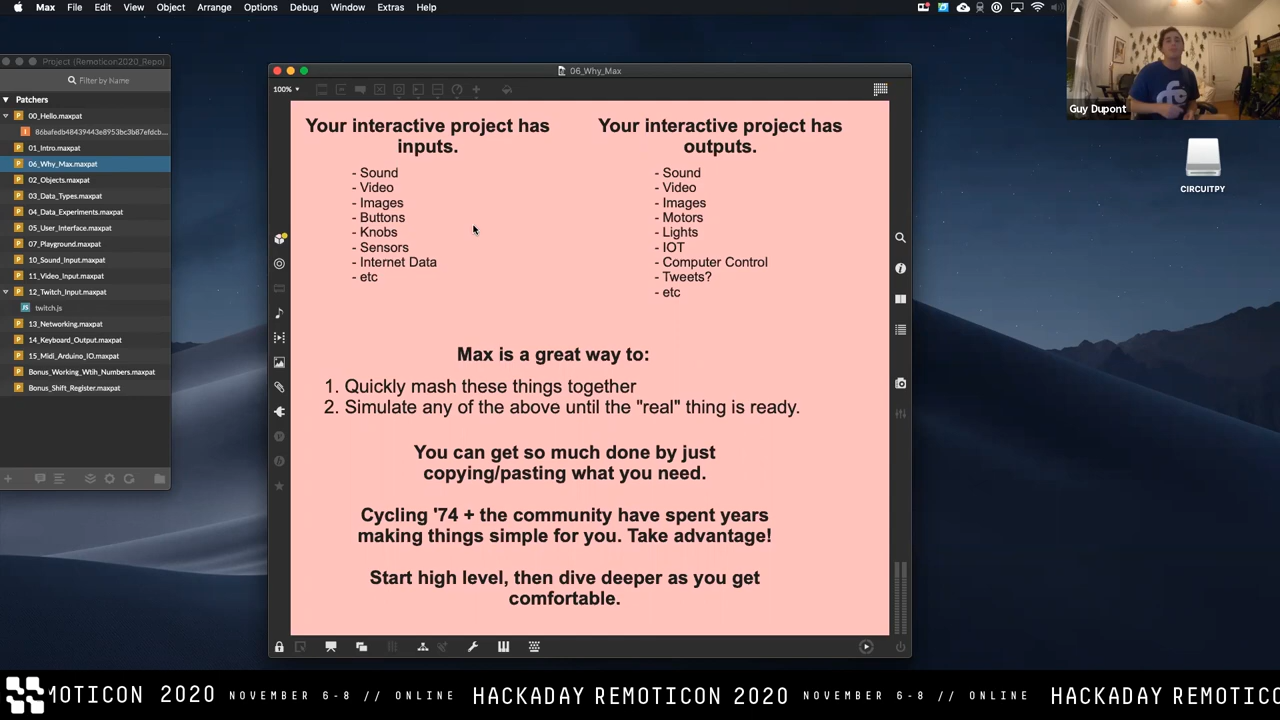 Max File Edit View Object Arrange Options Debug Window Extras Help
Project (Remoticon2020_Repo)
Filter by Name
Patchers
00_Hello.maxpat
86bafedb48439443e8953bc3b87efdcb...
01_Intro.maxpat
06_Why_Max.maxpat
02_Objects.maxpat
03_Data_Types.maxpat
04_Data_Experiments.maxpat
05_User_Interface.maxpat
07_Playground.maxpat
10_Sound_Input.maxpat
11_Video_Input.maxpat
12_Twitch_Input.maxpat
twitch.js
13_Networking.maxpat
14_Keyboard_Output.maxpat
15_Midi_Arduino_IO.maxpat
Bonus_Working_Wtih_Numbers.maxpat
Bonus_Shift_Register.maxpat
06_Why_Max
100%
Your interactive project has
inputs.
- Sound
- Video
- Images
- Buttons
- Knobs
- Sensors
- Internet Data
- etc
Your interactive project has
outputs.
- Sound
- Video
- Images
- Motors
- Lights
- IOT
- Computer Control
- Tweets?
- etc
Max is a great way to:
1. Quickly mash these things together
2. Simulate any of the above until the "real" thing is ready.
You can get so much done by just
copying/pasting what you need.
Cycling '74 + the community have spent years
making things simple for you. Take advantage!
Start high level, then dive deeper as you get
comfortable.
Guy Dupont
CIRCUITPY
MOTICON 2020 NOVEMBER 6-8 // ONLINE HACKADAY REMOTICON 2020 NOVEMBER 6-8 // ONLINE HACKADAY REMOTICO